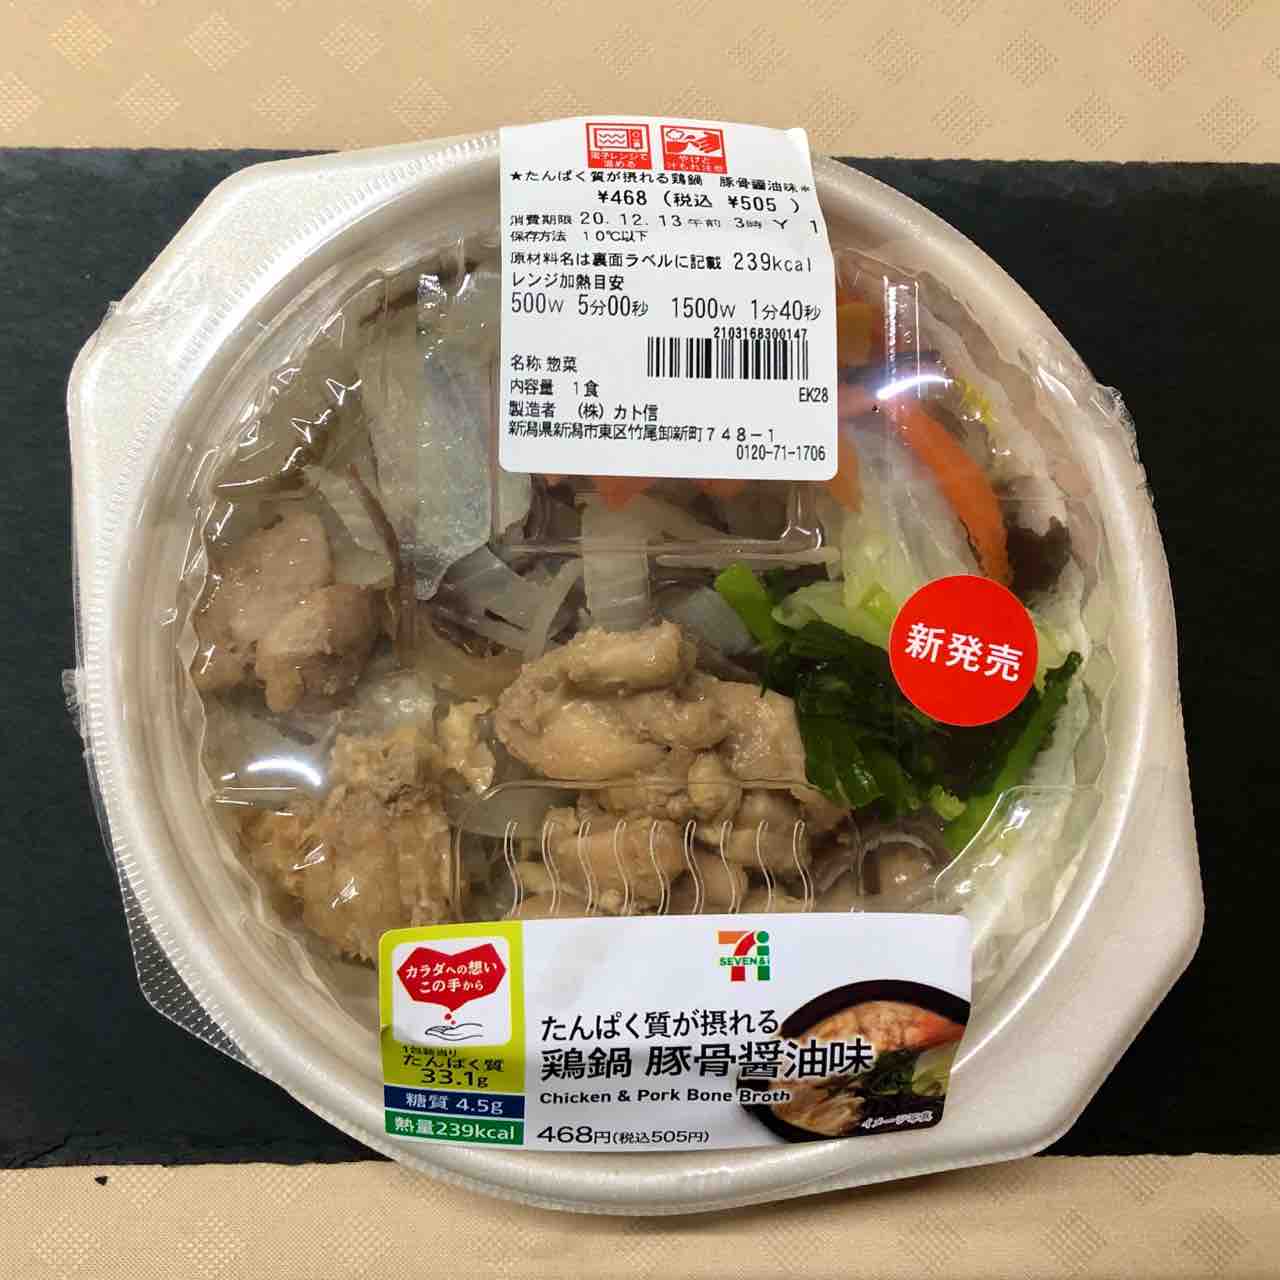 電子レンジで
温める
やけど
汁もれ注意
★たんぱく質が摂れる鶏鍋 豚骨醤油味*
¥468 (税込 ¥505 )
消費期限 20.12.13午前 3時 Y 1
保存方法 10℃以下
原材料名は裏面ラベルに記載 239kcal
レンジ加熱目安
500W 5分00秒 1500W 1分40秒
2103168300147
名称 惣菜
内容量 1食
EK28
製造者 (株)カト信
新潟県新潟市東区竹尾卸新町748-1
0120-71-1706
新発売
カラダへの想い
この手から
1包装当り
たんぱく質
33.1g
糖質 4.5g
熱量239kcal
SEVEN&i
たんぱく質が摂れる
鶏鍋 豚骨醤油味
Chicken & Pork Bone Broth
468円(税込505円)
イメージ写真